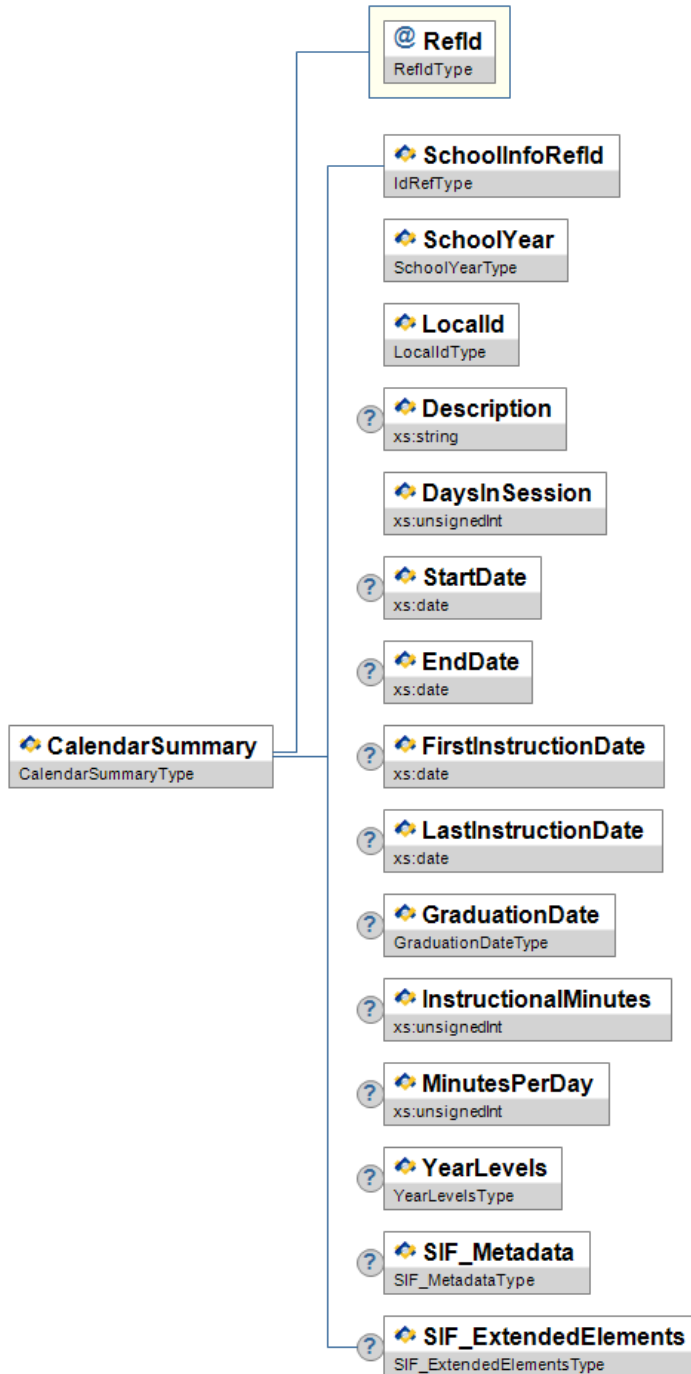 @ RefId
RefIdType
SchoolInfoRefId
IdRefType
SchoolYear
SchoolYearType
LocalId
LocalIdType
? Description
xs:string
DaysInSession
xs:unsignedInt
? StartDate
xs:date
? EndDate
xs:date
CalendarSummary
CalendarSummaryType
? FirstInstructionDate
xs:date
? LastInstructionDate
xs:date
? GraduationDate
GraduationDateType
? InstructionalMinutes
xs:unsignedInt
? MinutesPerDay
xs:unsignedInt
? YearLevels
YearLevelsType
? SIF_Metadata
SIF_MetadataType
? SIF_ExtendedElements
SIF_ExtendedElementsType